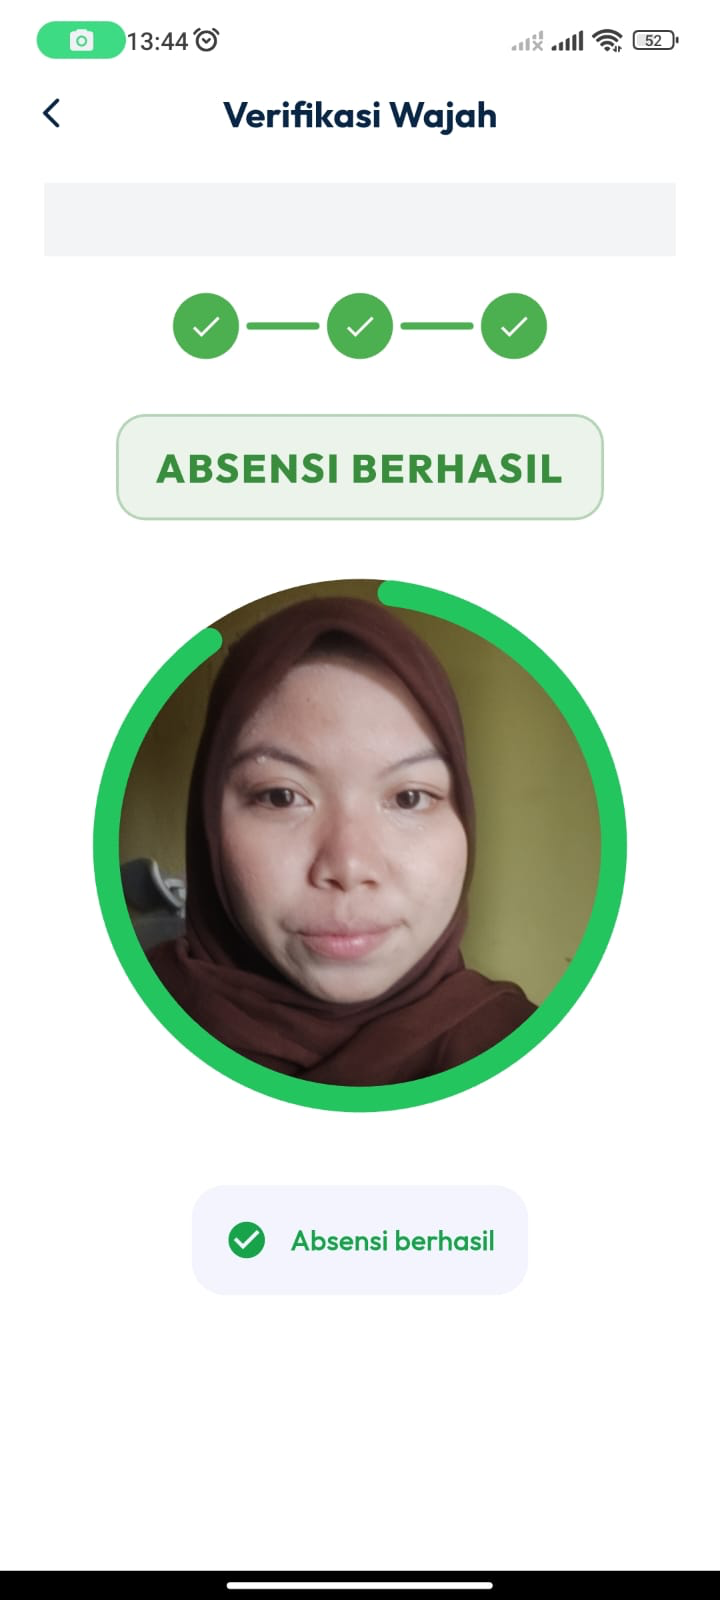 13:44
52
Verifikasi Wajah
ABSENSI BERHASIL
Absensi berhasil